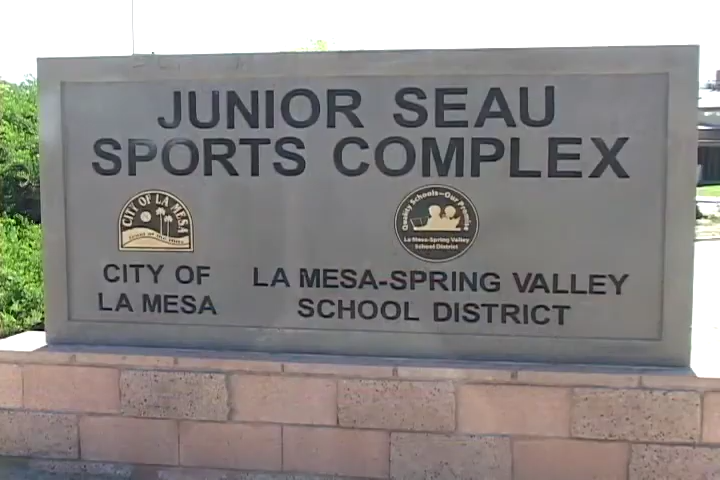 JUNIOR SEAU
SPORTS COMPLEX
CITY OF LA MESA
Quality Schools—Our Promise
La Mesa-Spring Valley
School District
CITY OF
LA MESA
LA MESA-SPRING VALLEY
SCHOOL DISTRICT